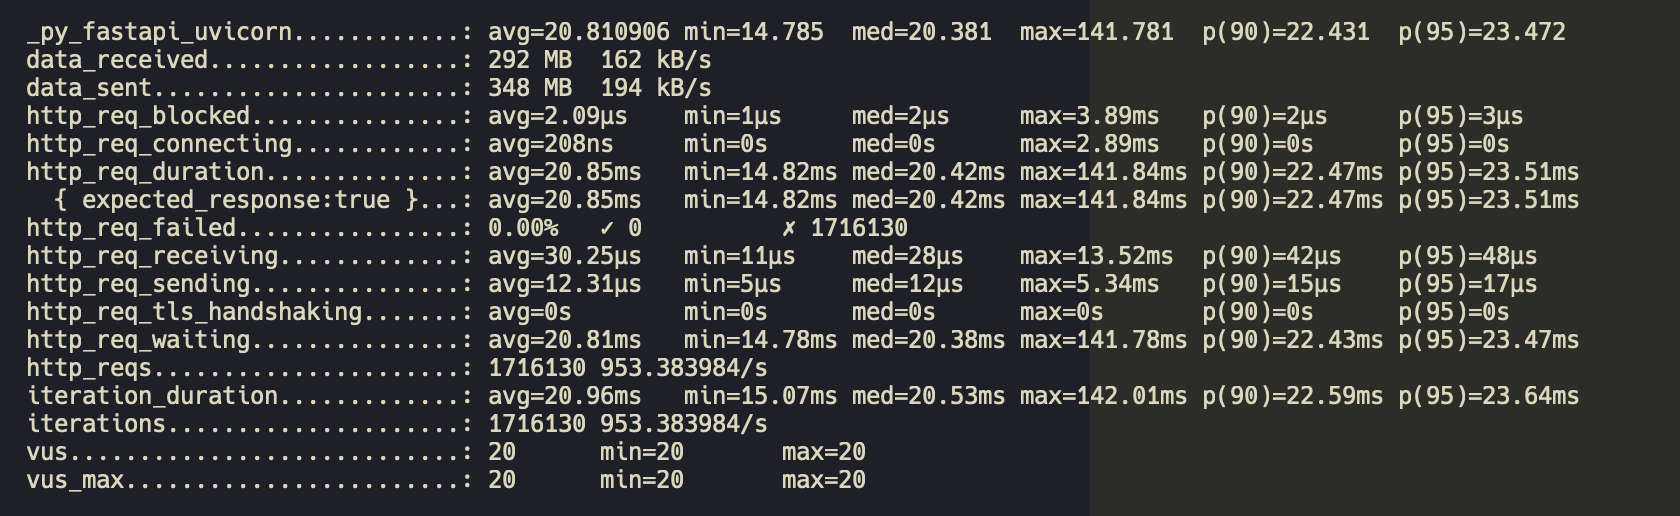 _py_fastapi_uvicorn............: avg=20.810906 min=14.785  med=20.381  max=141.781  p(90)=22.431  p(95)=23.472
data_received..................: 292 MB  162 kB/s
data_sent......................: 348 MB  194 kB/s
http_req_blocked...............: avg=2.09µs    min=1µs     med=2µs     max=3.89ms   p(90)=2µs     p(95)=3µs
http_req_connecting............: avg=208ns     min=0s      med=0s      max=2.89ms   p(90)=0s      p(95)=0s
http_req_duration..............: avg=20.85ms   min=14.82ms med=20.42ms max=141.84ms p(90)=22.47ms p(95)=23.51ms
  { expected_response:true }...: avg=20.85ms   min=14.82ms med=20.42ms max=141.84ms p(90)=22.47ms p(95)=23.51ms
http_req_failed................: 0.00%   ✓ 0          ✗ 1716130
http_req_receiving.............: avg=30.25µs   min=11µs    med=28µs    max=13.52ms  p(90)=42µs    p(95)=48µs
http_req_sending...............: avg=12.31µs   min=5µs     med=12µs    max=5.34ms   p(90)=15µs    p(95)=17µs
http_req_tls_handshaking.......: avg=0s        min=0s      med=0s      max=0s       p(90)=0s      p(95)=0s
http_req_waiting...............: avg=20.81ms   min=14.78ms med=20.38ms max=141.78ms p(90)=22.43ms p(95)=23.47ms
http_reqs......................: 1716130 953.383984/s
iteration_duration.............: avg=20.96ms   min=15.07ms med=20.53ms max=142.01ms p(90)=22.59ms p(95)=23.64ms
iterations.....................: 1716130 953.383984/s
vus............................: 20      min=20       max=20
vus_max........................: 20      min=20       max=20